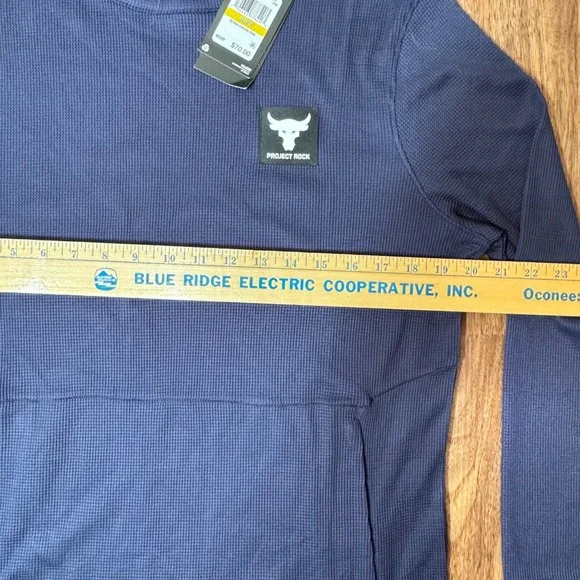 $70.00
PROJECT ROCK
5 6 7 8 9 10 11 12 13 14 15 16 17 18 19 20 21 22 23
BLUE RIDGE ELECTRIC COOPERATIVE, INC. Oconee: